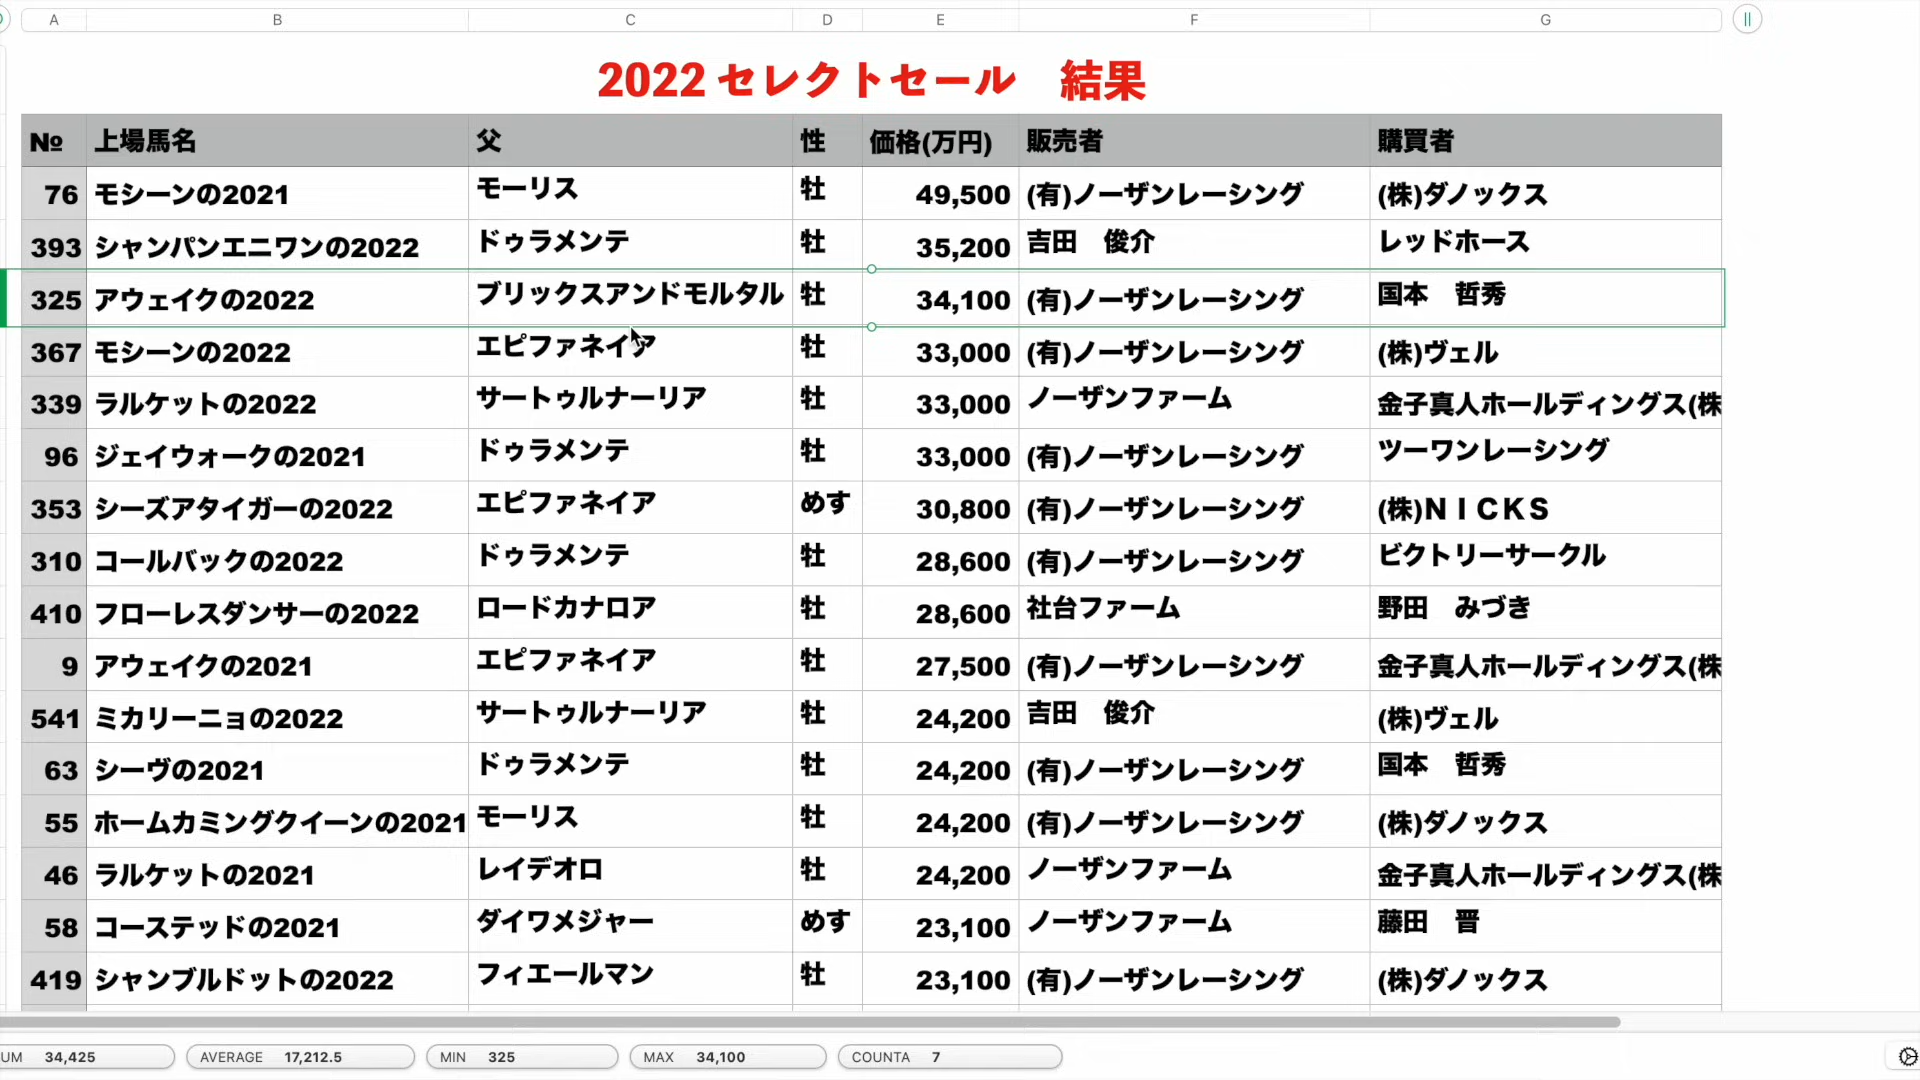 A B C D E F G
2022 セレクトセール　結果
№ 上場馬名 父 性 価格(万円) 販売者 購買者
76 モシーンの2021 モーリス 牡 49,500 (有)ノーザンレーシング (株)ダノックス
393 シャンパンエニワンの2022 ドゥラメンテ 牡 35,200 吉田　俊介 レッドホース
325 アウェイクの2022 ブリックスアンドモルタル 牡 34,100 (有)ノーザンレーシング 国本　哲秀
367 モシーンの2022 エピファネイア 牡 33,000 (有)ノーザンレーシング (株)ヴェル
339 ラルケットの2022 サートゥルナーリア 牡 33,000 ノーザンファーム 金子真人ホールディングス(株
96 ジェイウォークの2021 ドゥラメンテ 牡 33,000 (有)ノーザンレーシング ツーワンレーシング
353 シーズアタイガーの2022 エピファネイア めす 30,800 (有)ノーザンレーシング (株)ＮＩＣＫＳ
310 コールバックの2022 ドゥラメンテ 牡 28,600 (有)ノーザンレーシング ビクトリーサークル
410 フローレスダンサーの2022 ロードカナロア 牡 28,600 社台ファーム 野田　みづき
9 アウェイクの2021 エピファネイア 牡 27,500 (有)ノーザンレーシング 金子真人ホールディングス(株
541 ミカリーニョの2022 サートゥルナーリア 牡 24,200 吉田　俊介 (株)ヴェル
63 シーヴの2021 ドゥラメンテ 牡 24,200 (有)ノーザンレーシング 国本　哲秀
55 ホームカミングクイーンの2021 モーリス 牡 24,200 (有)ノーザンレーシング (株)ダノックス
46 ラルケットの2021 レイデオロ 牡 24,200 ノーザンファーム 金子真人ホールディングス(株
58 コーステッドの2021 ダイワメジャー めす 23,100 ノーザンファーム 藤田　晋
419 シャンブルドットの2022 フィエールマン 牡 23,100 (有)ノーザンレーシング (株)ダノックス
UM 34,425 AVERAGE 17,212.5 MIN 325 MAX 34,100 COUNTA 7